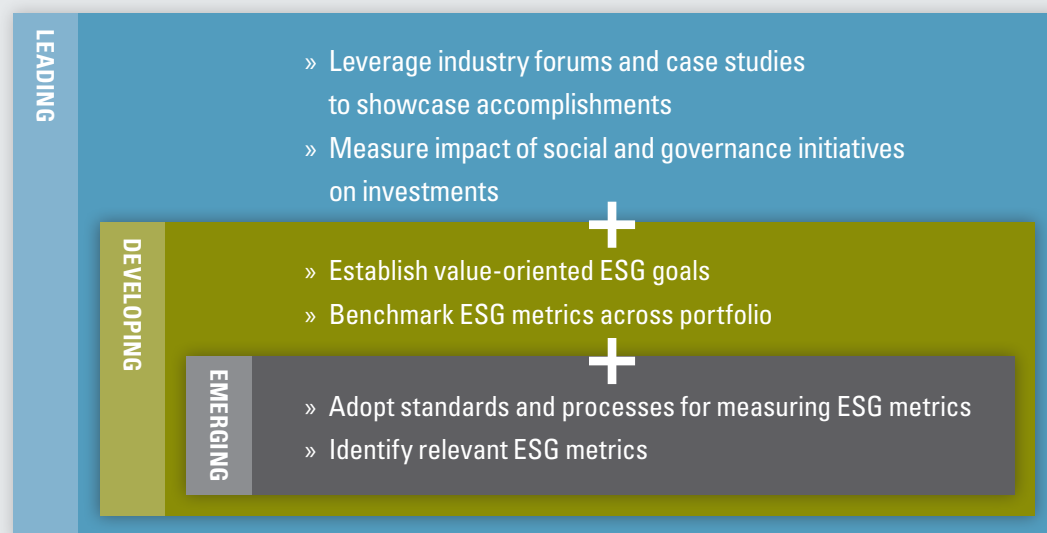 LEADING
» Leverage industry forums and case studies
to showcase accomplishments
» Measure impact of social and governance initiatives
on investments
+
DEVELOPING
» Establish value-oriented ESG goals
» Benchmark ESG metrics across portfolio
+
EMERGING
» Adopt standards and processes for measuring ESG metrics
» Identify relevant ESG metrics